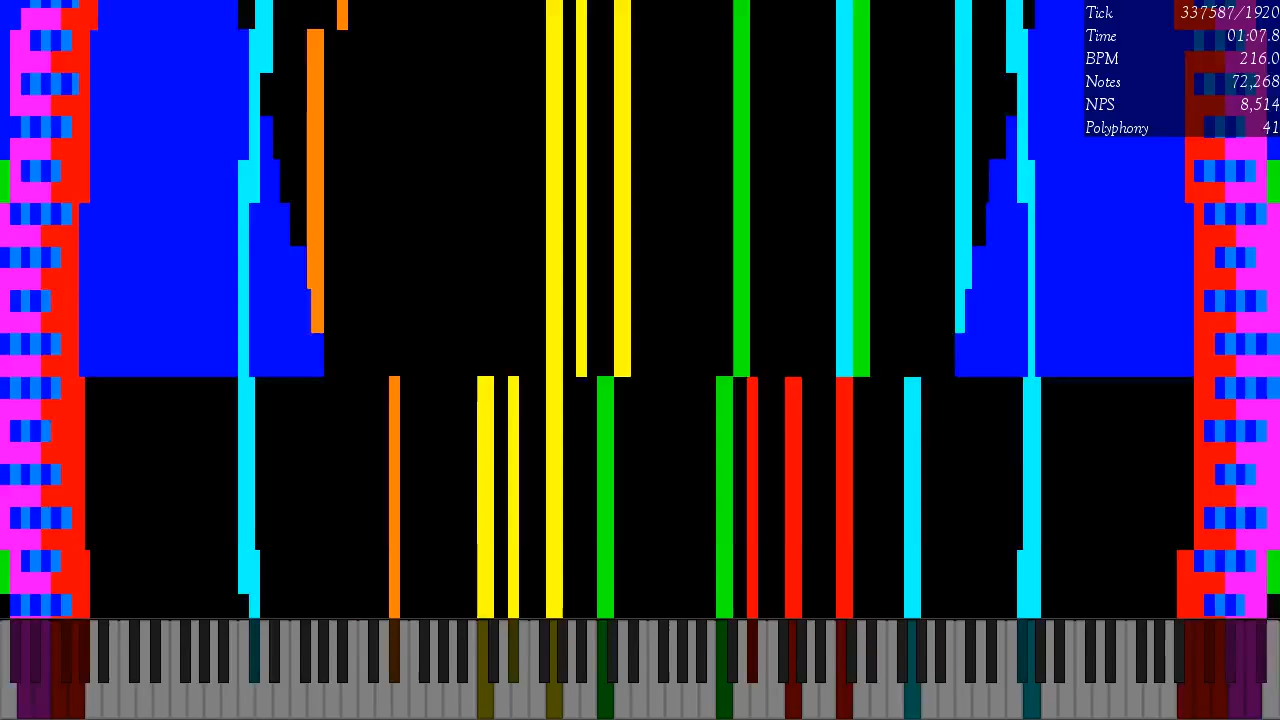 Tick 337587/1920
Time 01:07.8
BPM 216.0
Notes 72,268
NPS 8,514
Polyphony 41